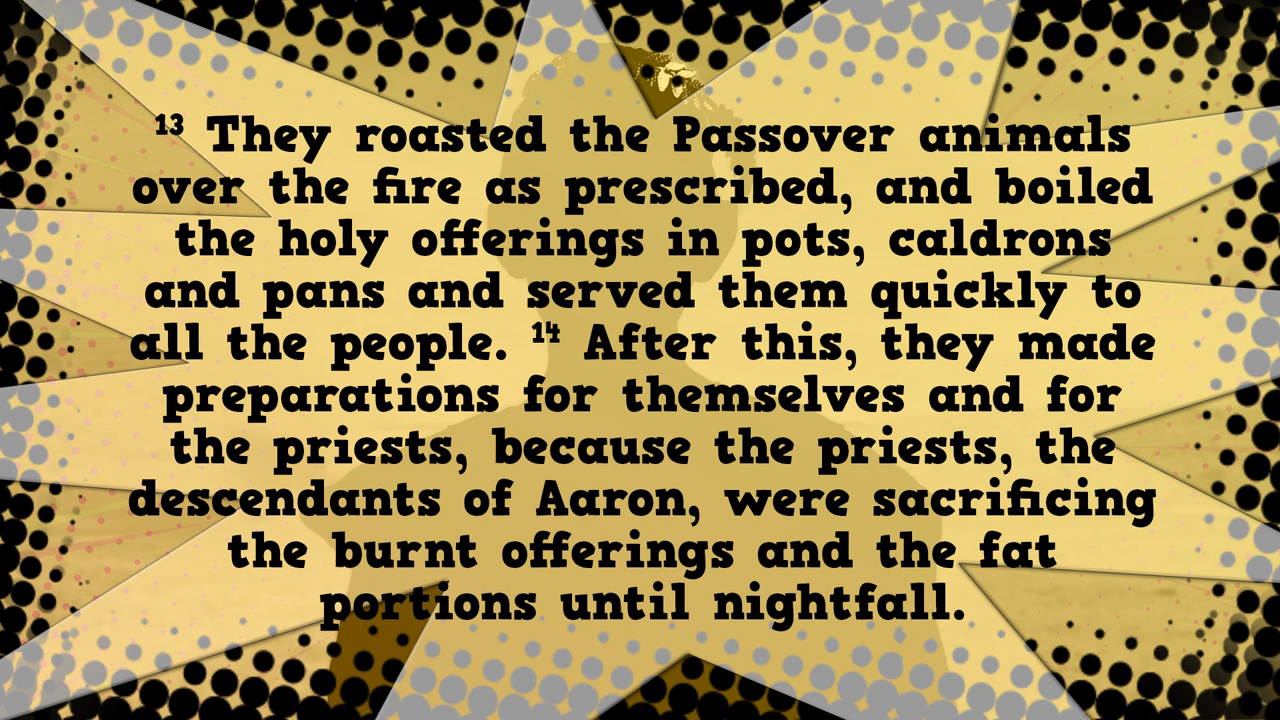 13 They roasted the Passover animals
over the fire as prescribed, and boiled
the holy offerings in pots, caldrons
and pans and served them quickly to
all the people. 14 After this, they made
preparations for themselves and for
the priests, because the priests, the
descendants of Aaron, were sacrificing
the burnt offerings and the fat
portions until nightfall.